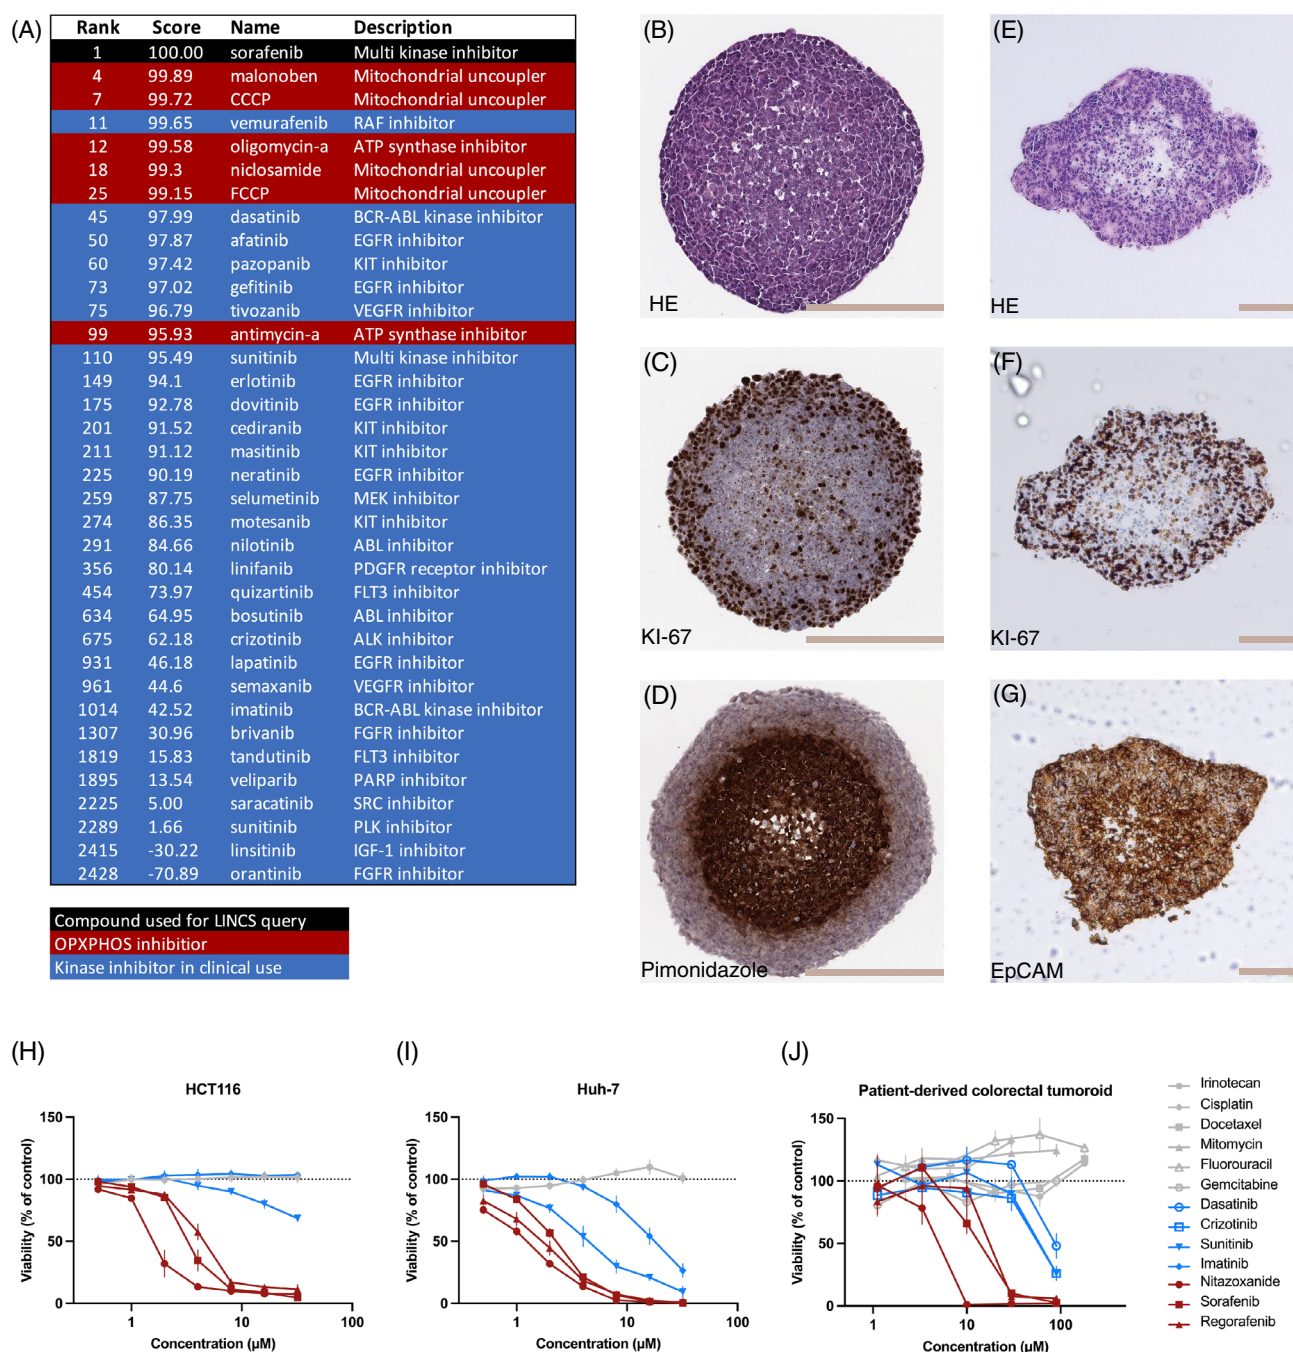 (A)
Rank Score Name Description
1 100.00 sorafenib Multi kinase inhibitor
4 99.89 malonoben Mitochondrial uncoupler
7 99.72 CCCP Mitochondrial uncoupler
11 99.65 vemurafenib RAF inhibitor
12 99.58 oligomycin-a ATP synthase inhibitor
18 99.3 niclosamide Mitochondrial uncoupler
25 99.15 FCCP Mitochondrial uncoupler
45 97.99 dasatinib BCR-ABL kinase inhibitor
50 97.87 afatinib EGFR inhibitor
60 97.42 pazopanib KIT inhibitor
73 97.02 gefitinib EGFR inhibitor
75 96.79 tivozanib VEGFR inhibitor
99 95.93 antimycin-a ATP synthase inhibitor
110 95.49 sunitinib Multi kinase inhibitor
149 94.1 erlotinib EGFR inhibitor
175 92.78 dovitinib EGFR inhibitor
201 91.52 cediranib KIT inhibitor
211 91.12 masitinib KIT inhibitor
225 90.19 neratinib EGFR inhibitor
259 87.75 selumetinib MEK inhibitor
274 86.35 motesanib KIT inhibitor
291 84.66 nilotinib ABL inhibitor
356 80.14 linifanib PDGFR receptor inhibitor
454 73.97 quizartinib FLT3 inhibitor
634 64.95 bosutinib ABL inhibitor
675 62.18 crizotinib ALK inhibitor
931 46.18 lapatinib EGFR inhibitor
961 44.6 semaxanib VEGFR inhibitor
1014 42.52 imatinib BCR-ABL kinase inhibitor
1307 30.96 brivanib FGFR inhibitor
1819 15.83 tandutinib FLT3 inhibitor
1895 13.54 veliparib PARP inhibitor
2225 5.00 saracatinib SRC inhibitor
2289 1.66 sunitinib PLK inhibitor
2415 -30.22 linsitinib IGF-1 inhibitor
2428 -70.89 orantinib FGFR inhibitor
Compound used for LINCS query
OPXPHOS inhibitior
Kinase inhibitor in clinical use
(B)
HE
(E)
HE
(C)
KI-67
(F)
KI-67
(D)
Pimonidazole
(G)
EpCAM
(H)
HCT116
Viability (% of control)
150
100
50
0
1 10 100
Concentration (µM)
(I)
Huh-7
Viability (% of control)
150
100
50
0
1 10 100
Concentration (µM)
(J)
Patient-derived colorectal tumoroid
Viability (% of control)
150
100
50
0
1 10 100
Concentration (µM)
Irinotecan
Cisplatin
Docetaxel
Mitomycin
Fluorouracil
Gemcitabine
Dasatinib
Crizotinib
Sunitinib
Imatinib
Nitazoxanide
Sorafenib
Regorafenib